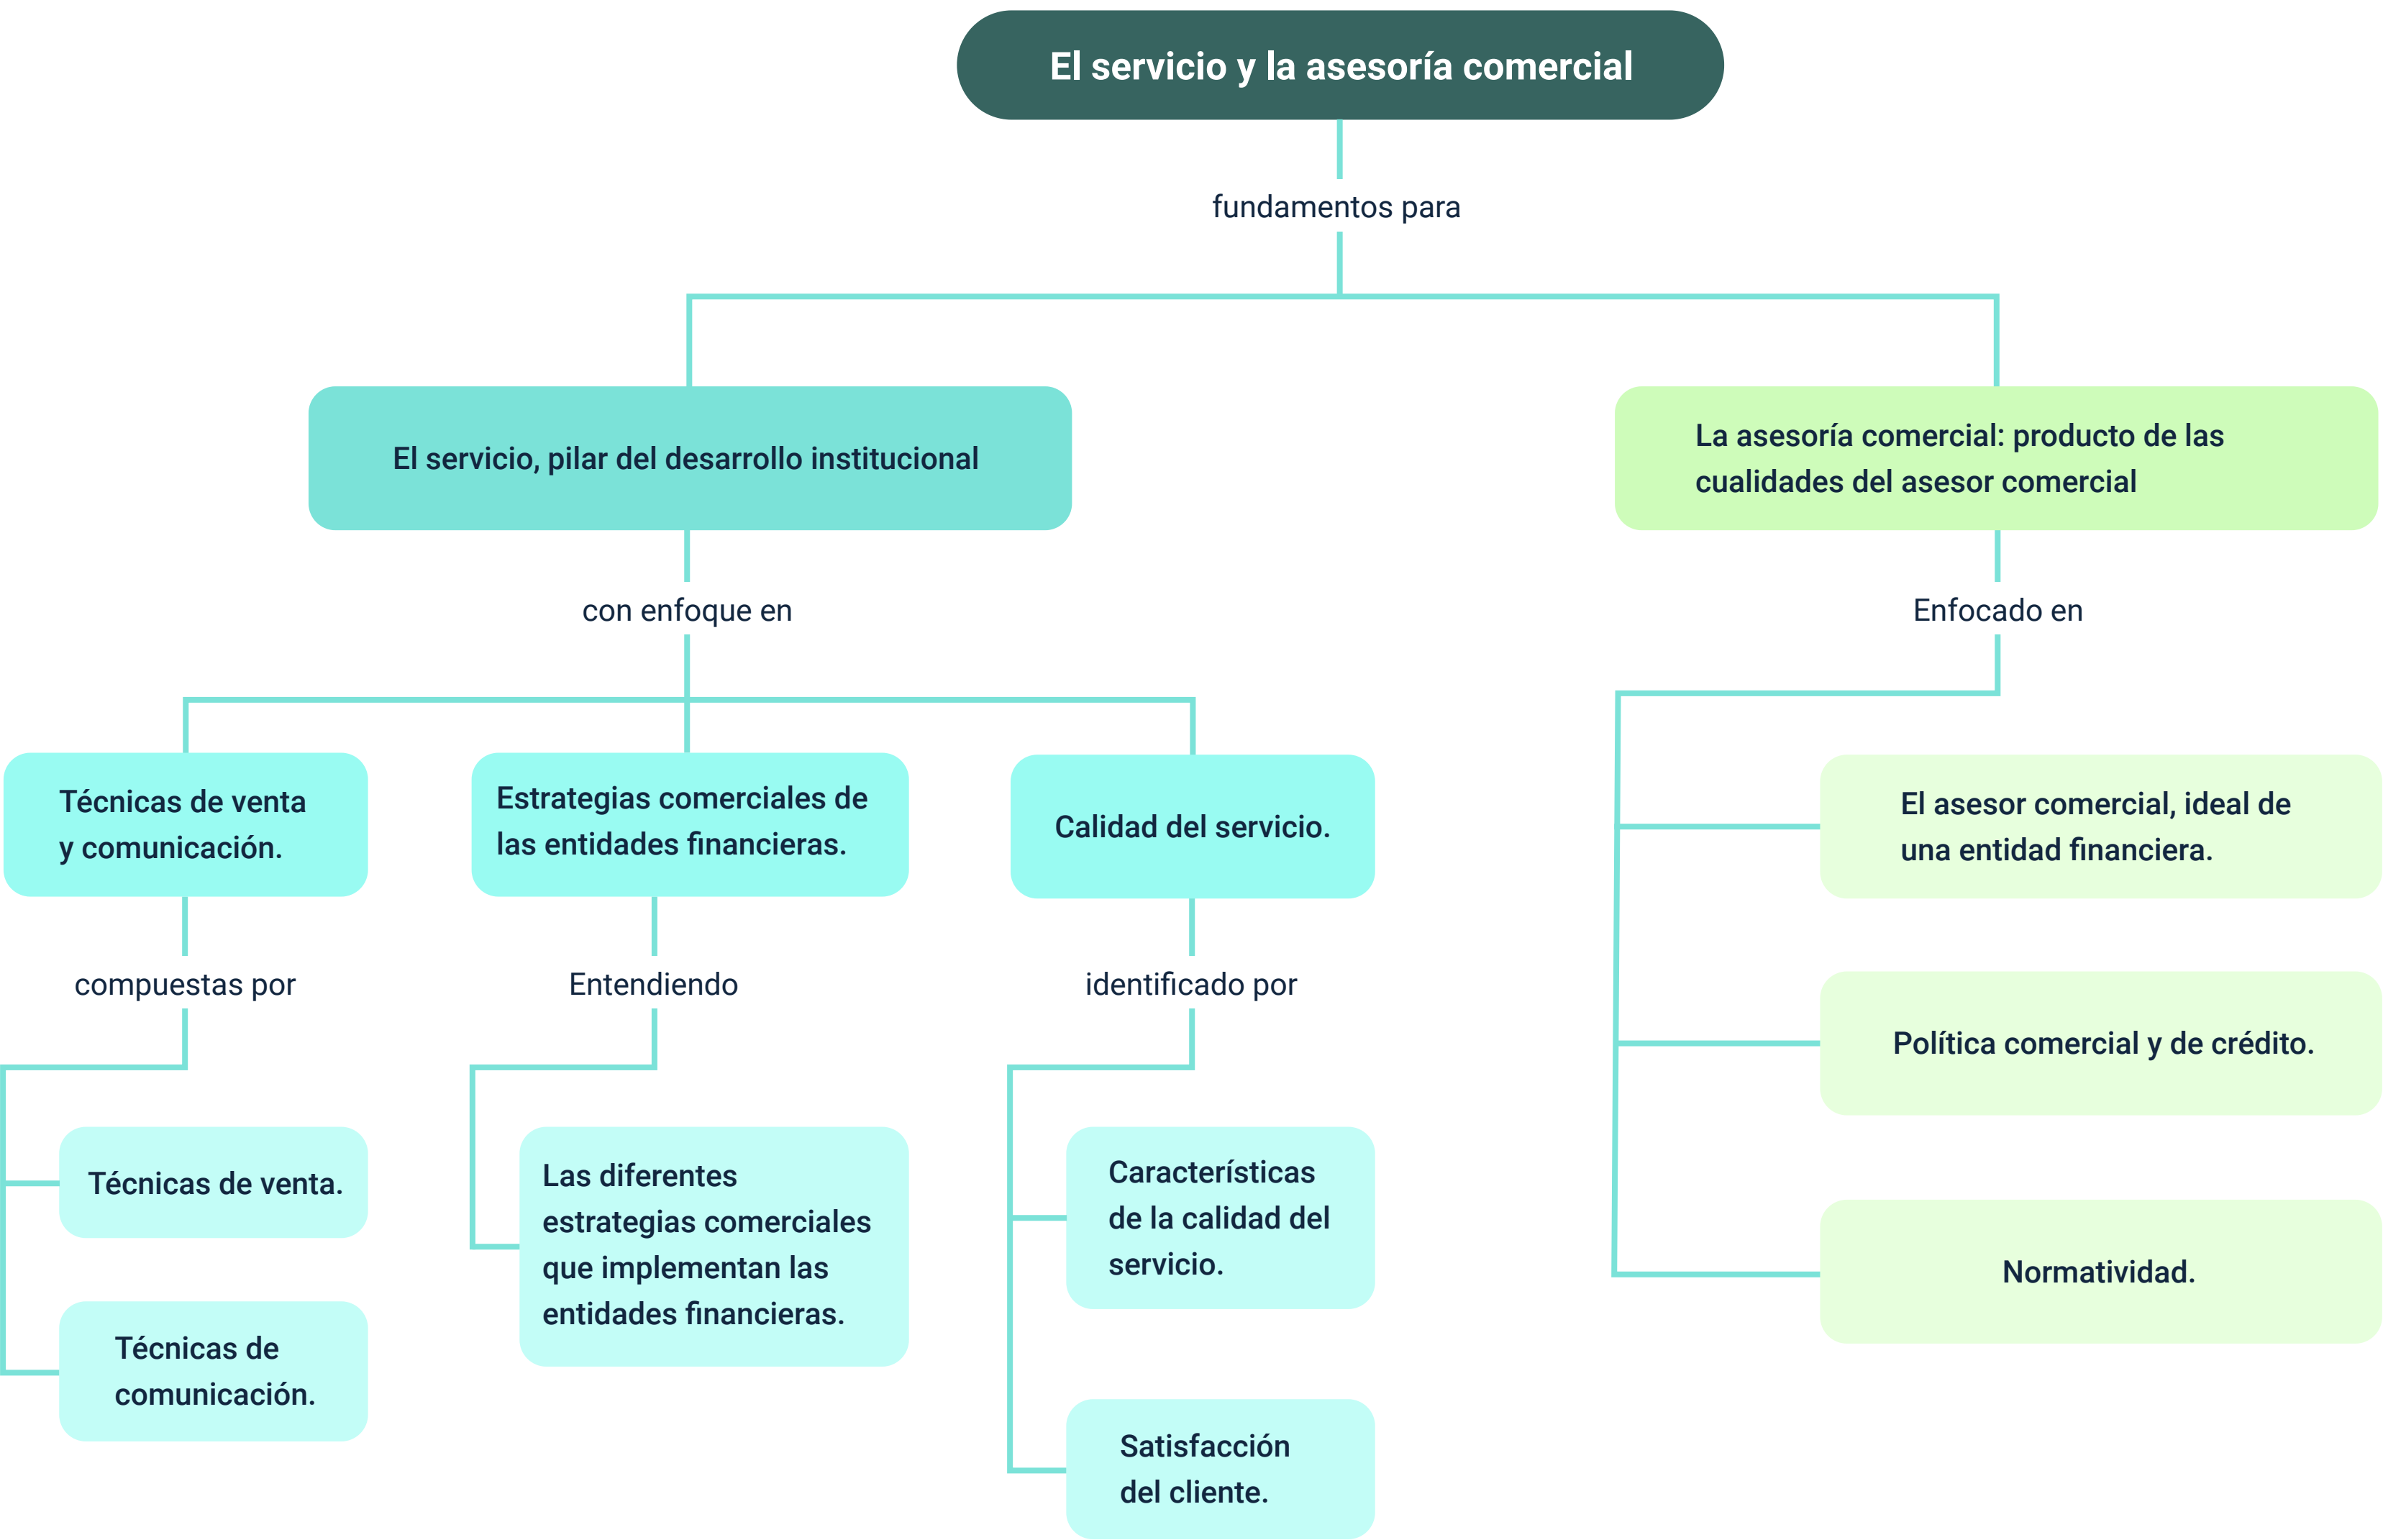 El servicio y la asesoría comercial
fundamentos para
El servicio, pilar del desarrollo institucional
La asesoría comercial: producto de las
cualidades del asesor comercial
con enfoque en
Enfocado en
Técnicas de venta
y comunicación.
Estrategias comerciales de
las entidades financieras.
Calidad del servicio.
El asesor comercial, ideal de
una entidad financiera.
compuestas por
Entendiendo
identificado por
Política comercial y de crédito.
Técnicas de venta.
Técnicas de
comunicación.
Las diferentes
estrategias comerciales
que implementan las
entidades financieras.
Características
de la calidad del
servicio.
Satisfacción
del cliente.
Normatividad.